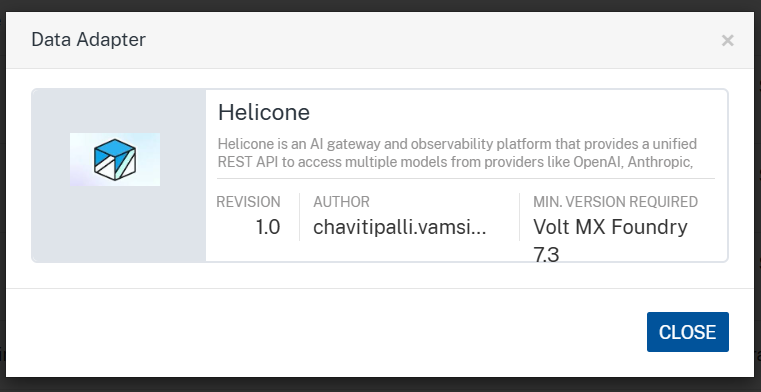 Data Adapter
×
Helicone
Helicone is an AI gateway and observability platform that provides a unified
REST API to access multiple models from providers like OpenAI, Anthropic,
REVISION
1.0
AUTHOR
chavitipalli.vamsi...
MIN. VERSION REQUIRED
Volt MX Foundry
7.3
CLOSE